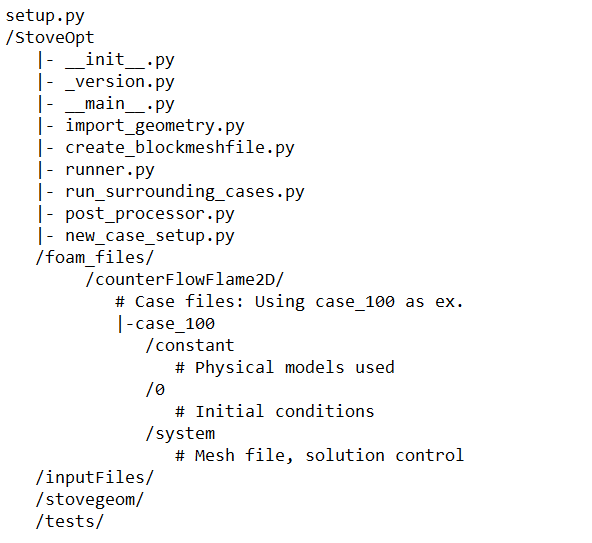 setup.py
/StoveOpt
   |- __init__.py
   |- _version.py
   |- __main__.py
   |- import_geometry.py
   |- create_blockmeshfile.py
   |- runner.py
   |- run_surrounding_cases.py
   |- post_processor.py
   |- new_case_setup.py
   /foam_files/
        /counterFlowFlame2D/
           # Case files: Using case_100 as ex.
           |-case_100
              /constant
                 # Physical models used
              /0
                 # Initial conditions
              /system
                 # Mesh file, solution control
   /inputFiles/
   /stovegeom/
   /tests/